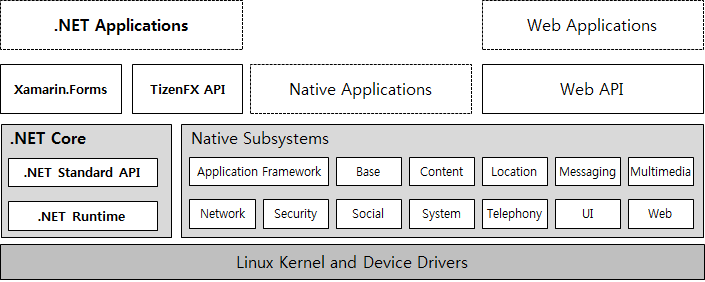 .NET Applications
Web Applications
Xamarin.Forms
TizenFX API
Native Applications
Web API
.NET Core
Native Subsystems
.NET Standard API
Application Framework
Base
Content
Location
Messaging
Multimedia
.NET Runtime
Network
Security
Social
System
Telephony
UI
Web
Linux Kernel and Device Drivers